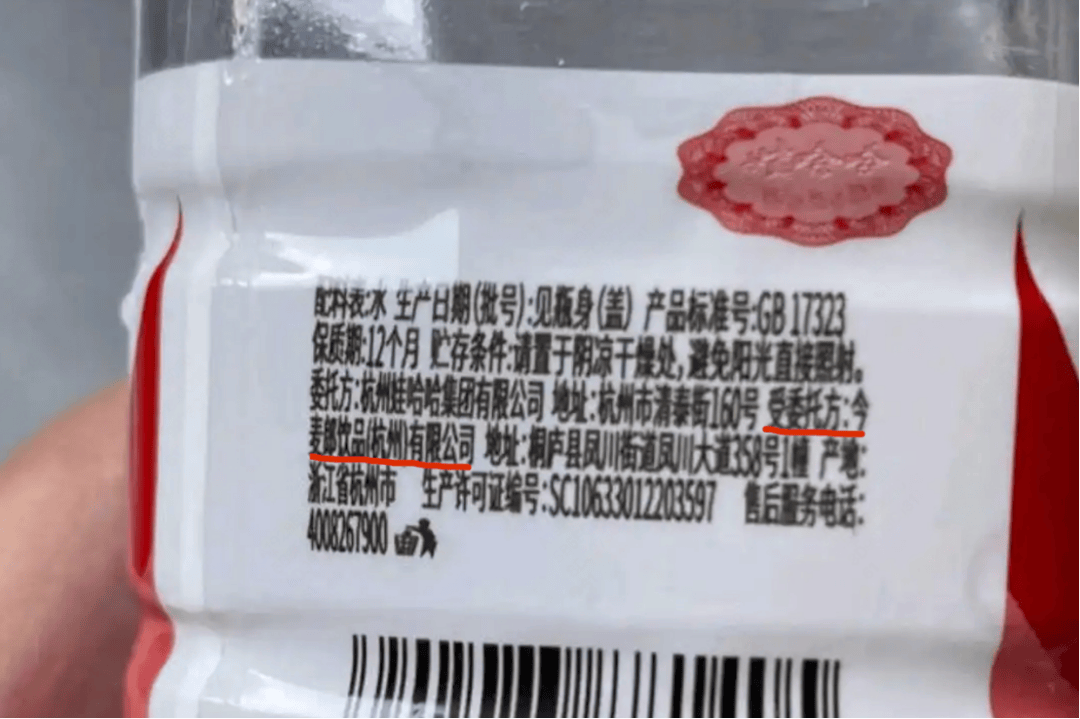 娃哈哈
配料表:水 生产日期(批号):见瓶身(盖) 产品标准号:GB 17323
保质期:12个月 贮存条件:请置于阴凉干燥处,避免阳光直接照射。
委托方:杭州娃哈哈集团有限公司 地址:杭州市清泰街160号 受委托方:今
麦郎饮品(杭州)有限公司 地址:桐庐县凤川街道凤川大道358号1幢 产地:
浙江省杭州市 生产许可证编号:SC10633012203597 售后服务电话:
4008267900